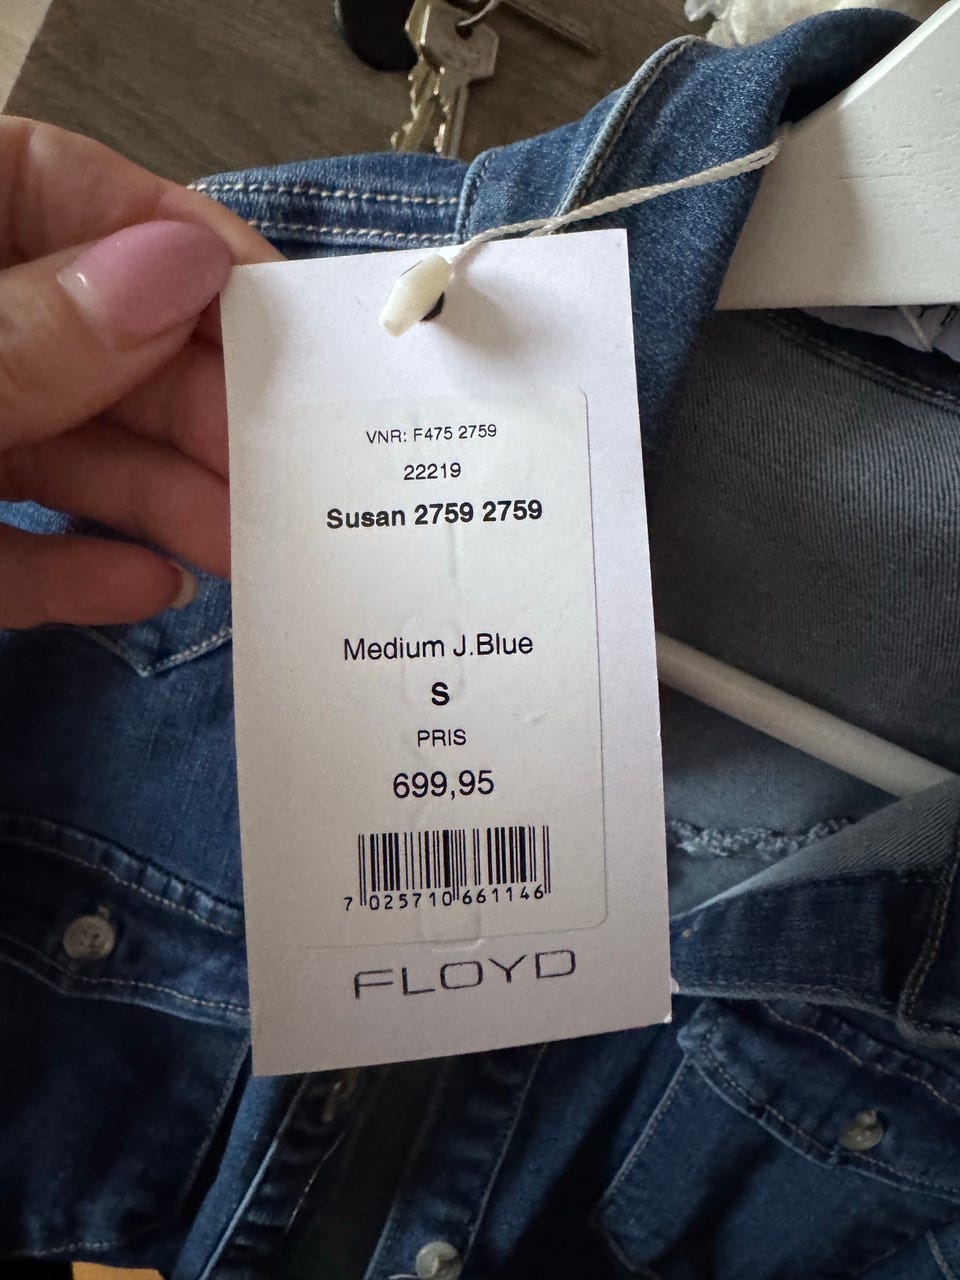 VNR: F475 2759
22219
Susan 2759 2759
Medium J.Blue
S
PRIS
699,95
7 025710 661146
FLOYD